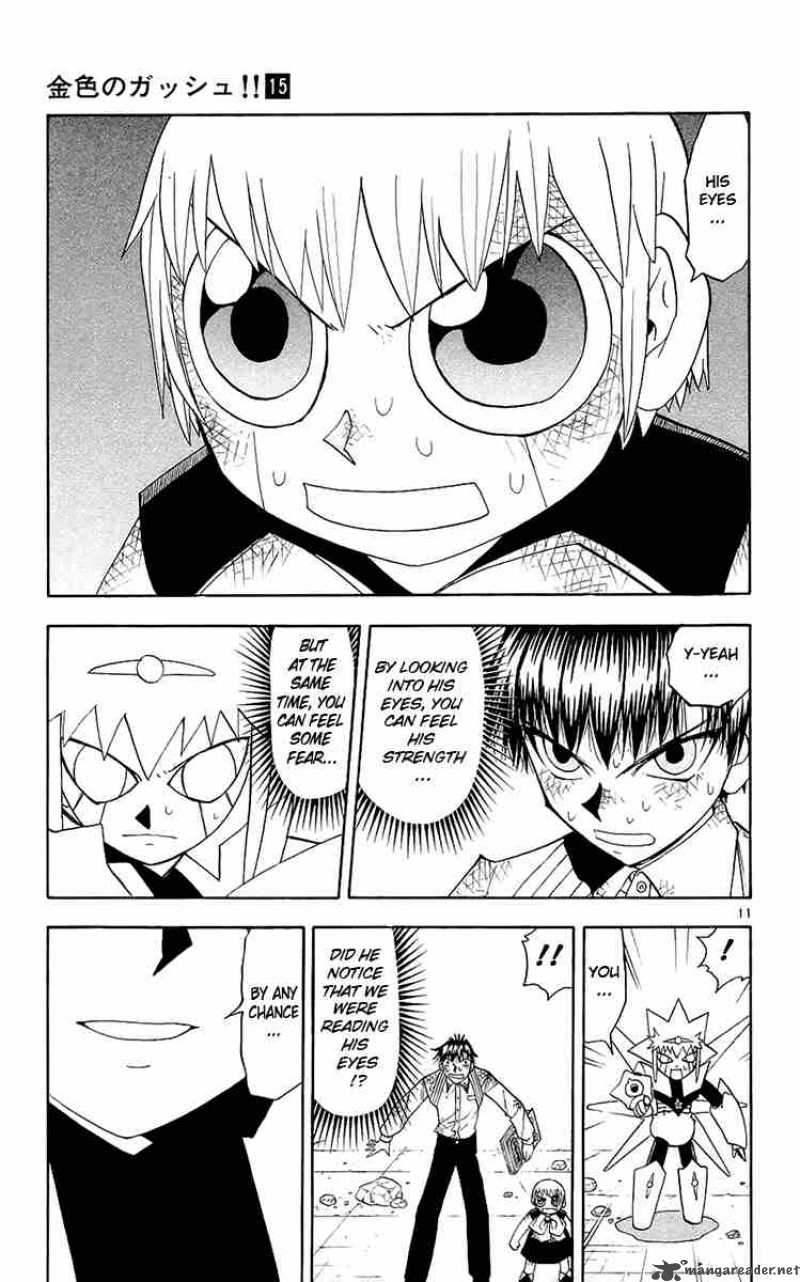 金色のガッシュ!! 15
HIS
EYES
...
Y-YEAH
...
BY LOOKING
INTO HIS
EYES, YOU
CAN FEEL
HIS
STRENGTH
...
BUT
AT THE
SAME
TIME, YOU
CAN FEEL
SOME
FEAR...
11
!
YOU
...
!!
DID HE
NOTICE
THAT WE
WERE
READING
HIS
EYES
!?
BY ANY
CHANCE
...
mangareader.net